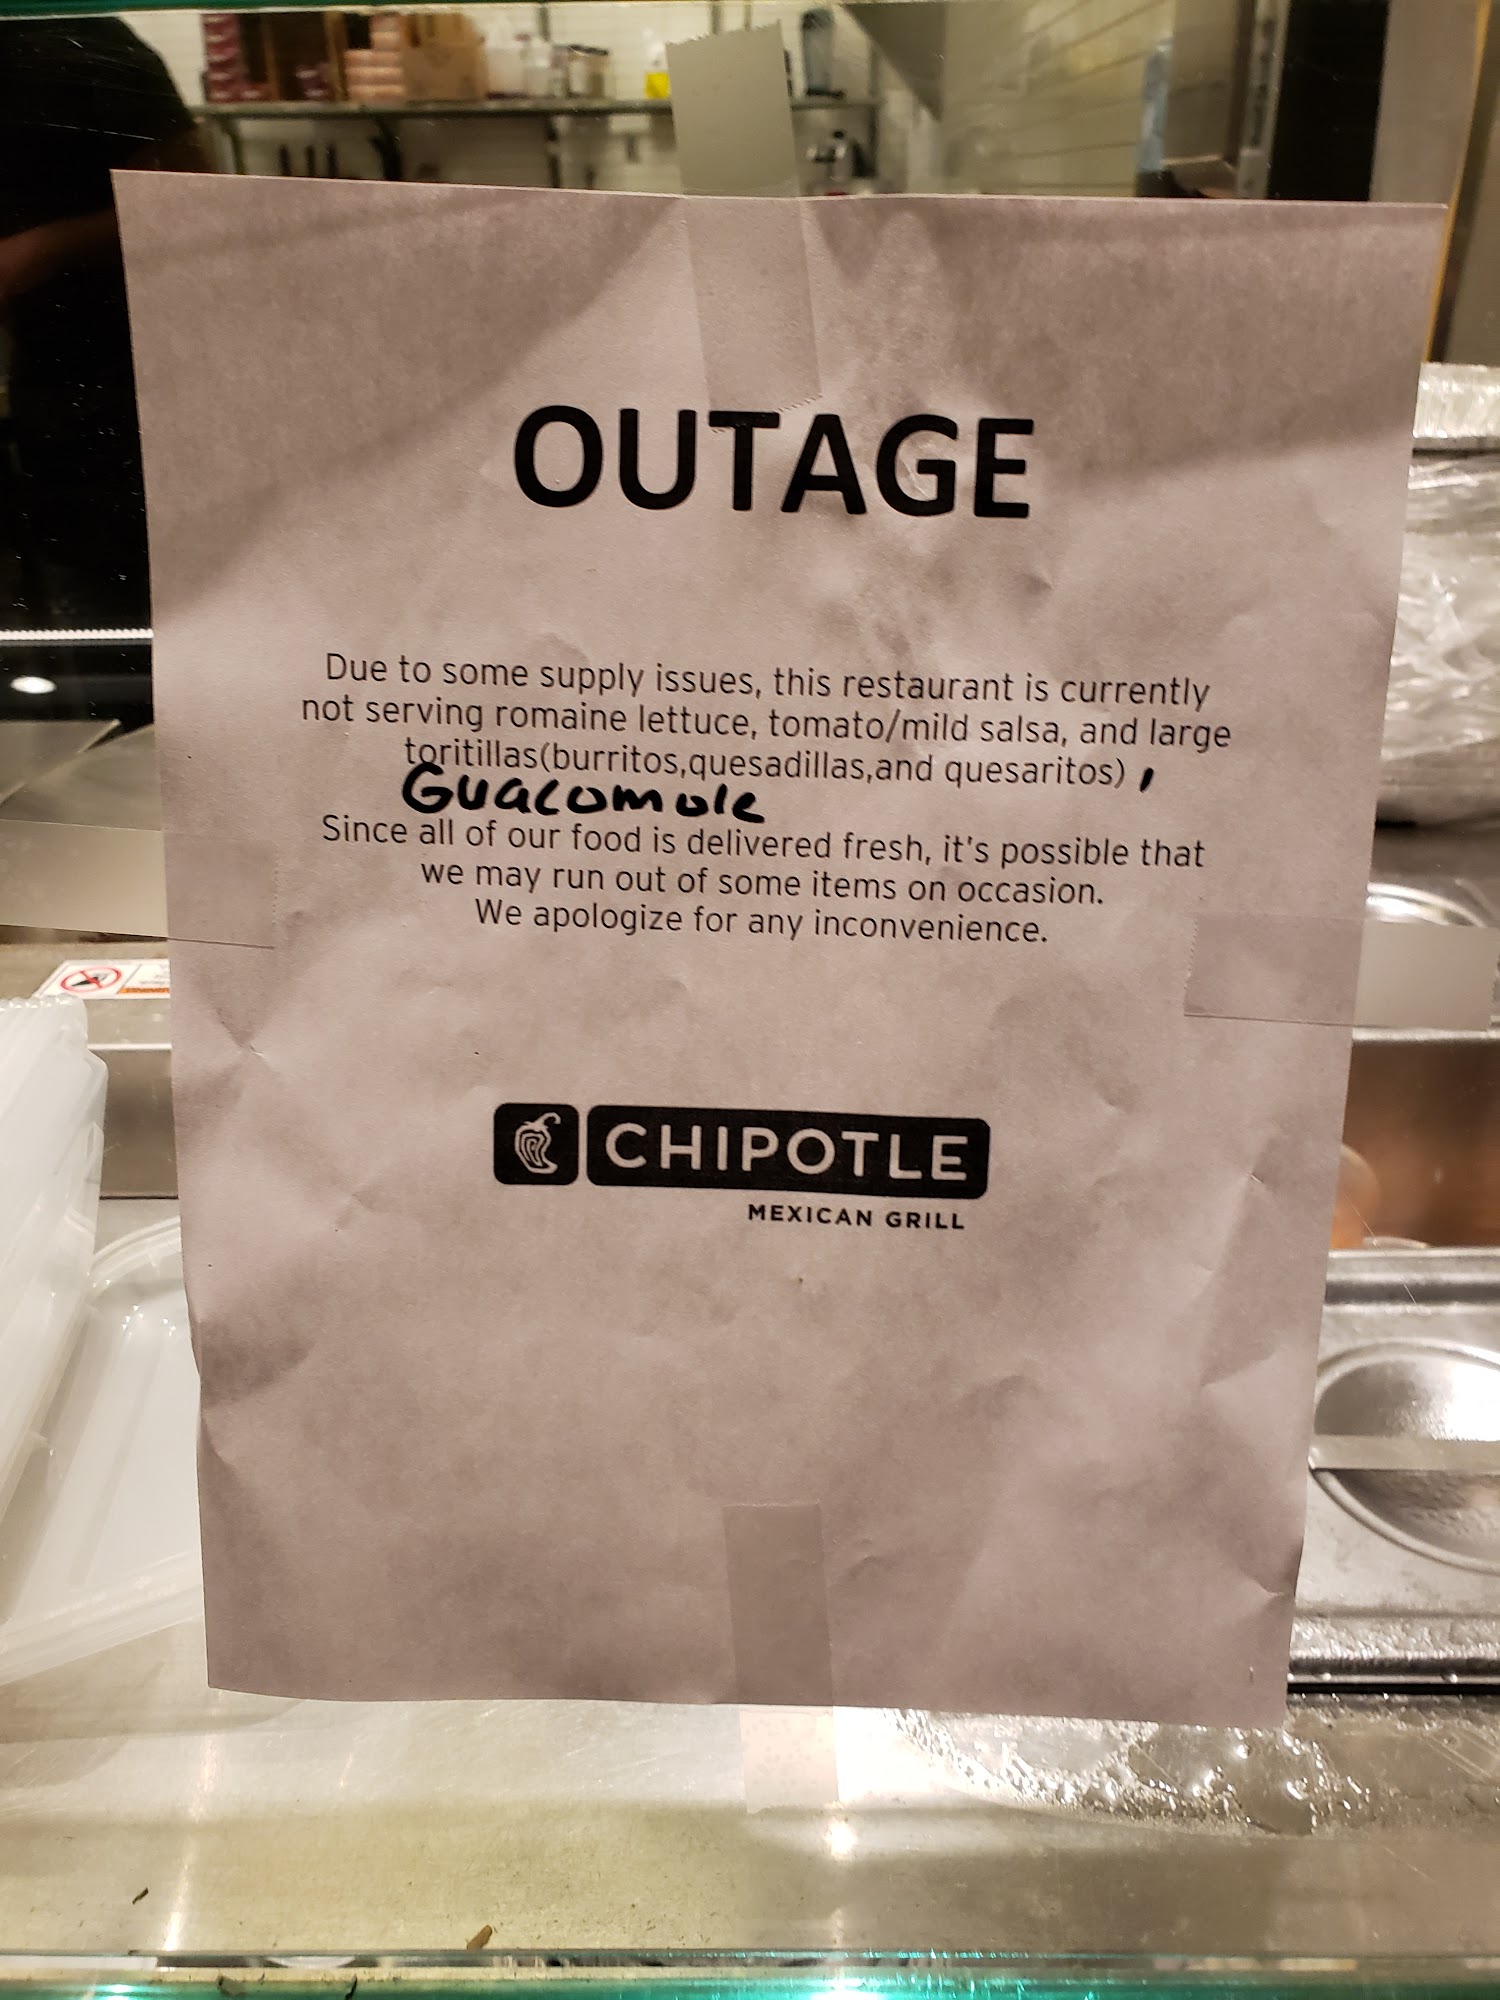 OUTAGE
Due to some supply issues, this restaurant is currently
not serving romaine lettuce, tomato/mild salsa, and large
toritillas(burritos,quesadillas,and quesaritos) ,
Guacomole
Since all of our food is delivered fresh, it's possible that
we may run out of some items on occasion.
We apologize for any inconvenience.
CHIPOTLE
MEXICAN GRILL